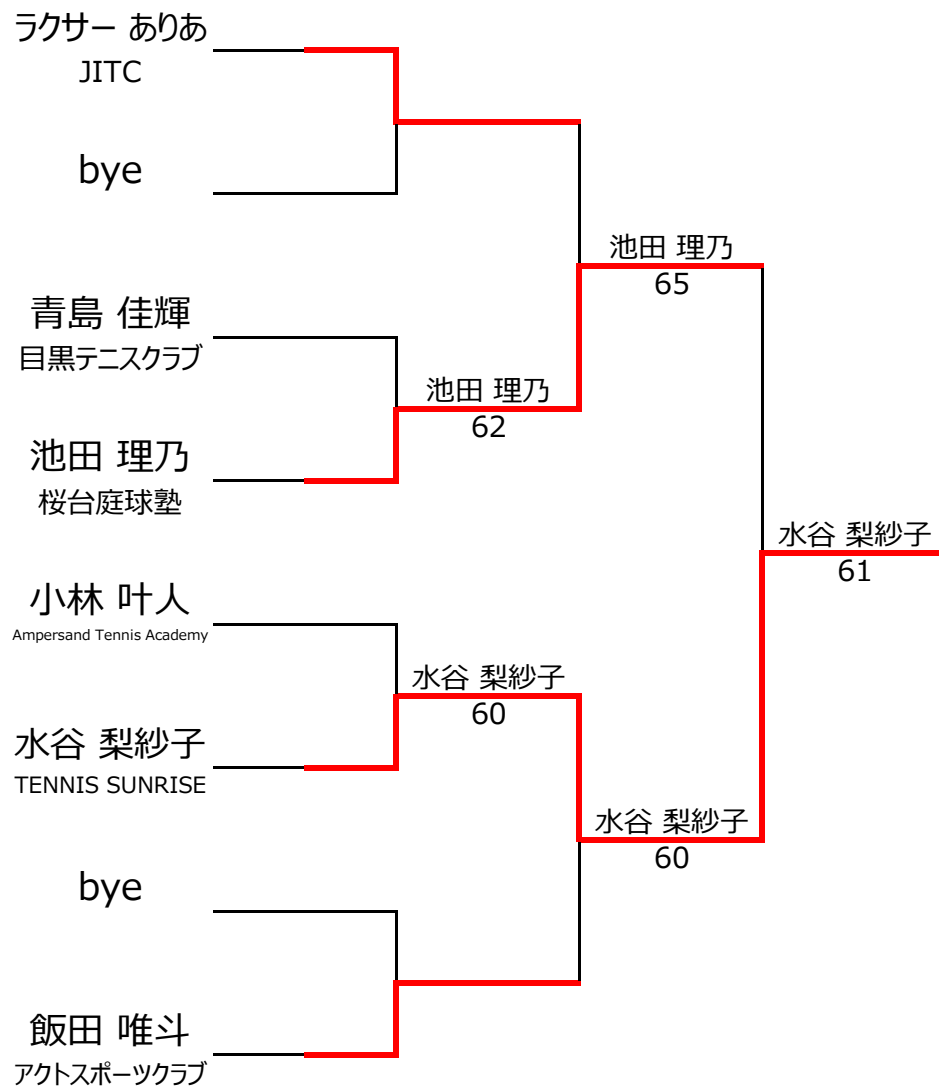 ラクサー ありあ
JITC
bye
池田 理乃
65
青島 佳輝
目黒テニスクラブ
池田 理乃
62
池田 理乃
桜台庭球塾
水谷 梨紗子
61
小林 叶人
Ampersand Tennis Academy
水谷 梨紗子
60
水谷 梨紗子
TENNIS SUNRISE
水谷 梨紗子
60
bye
飯田 唯斗
アクトスポーツクラブ